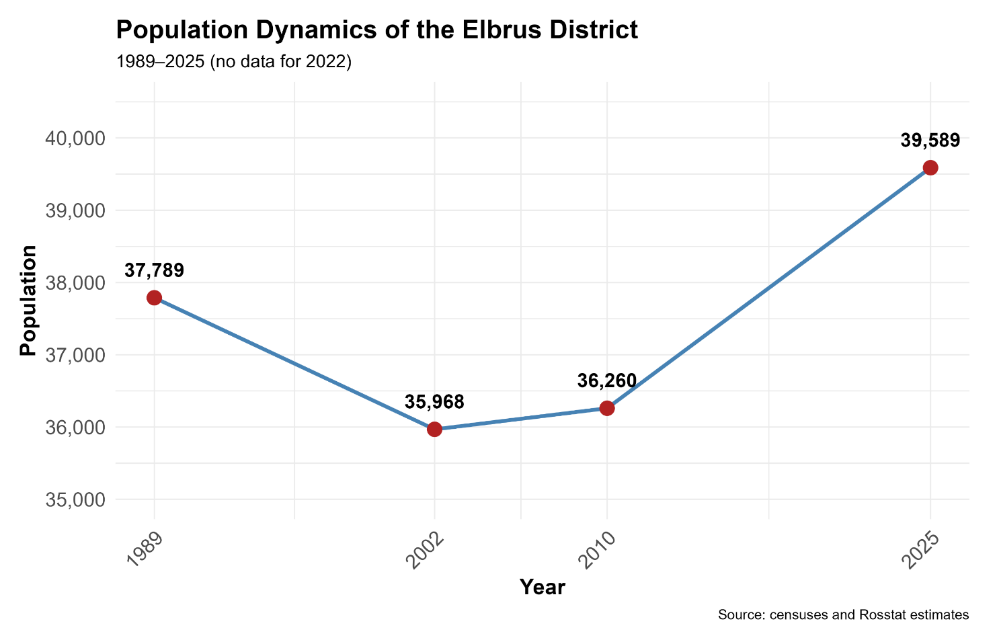 Population Dynamics of the Elbrus District
1989–2025 (no data for 2022)
40,000
39,000
38,000
37,000
36,000
35,000
Population
37,789
35,968
36,260
39,589
1989
2002
2010
2025
Year
Source: censuses and Rosstat estimates